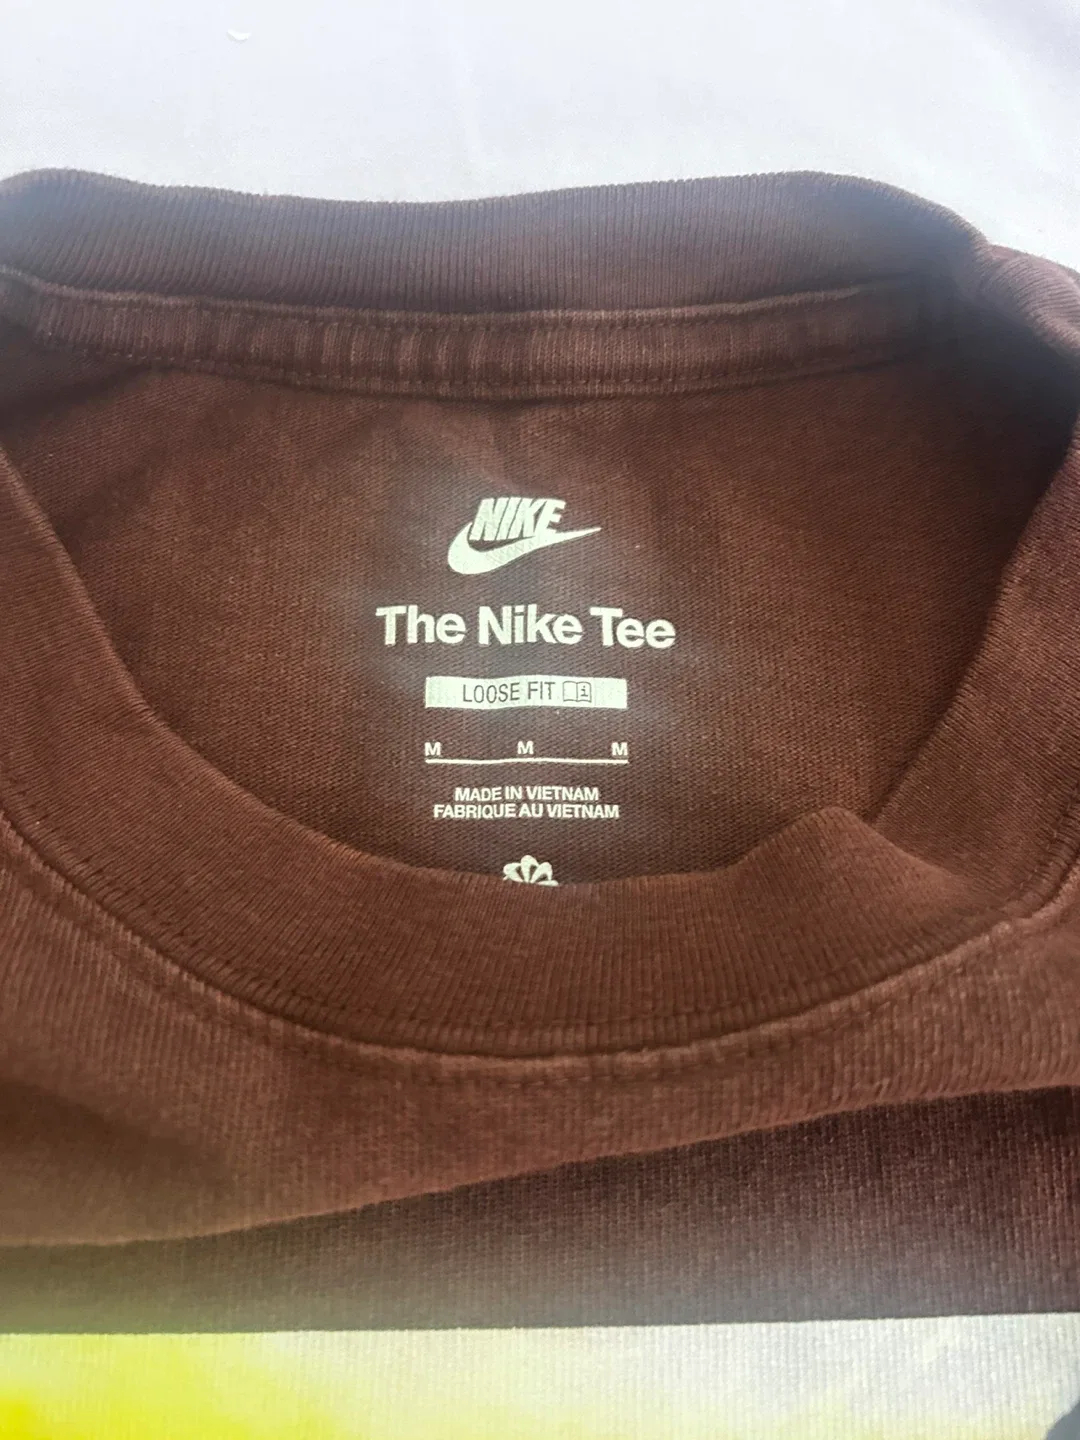 NIKE
The Nike Tee
LOOSE FIT
M M M
MADE IN VIETNAM
FABRIQUE AU VIETNAM